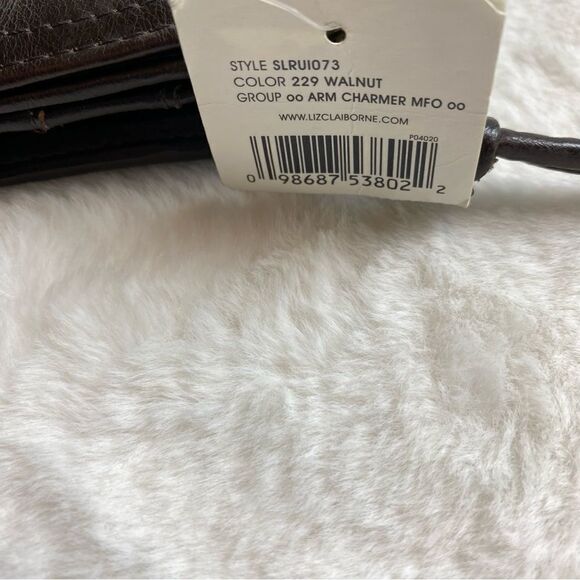 STYLE SLRUI073
COLOR 229 WALNUT
GROUP oo ARM CHARMER MFO oo
WWW.LIZCLAIBORNE.COM
P04020
0 98687 53802 2